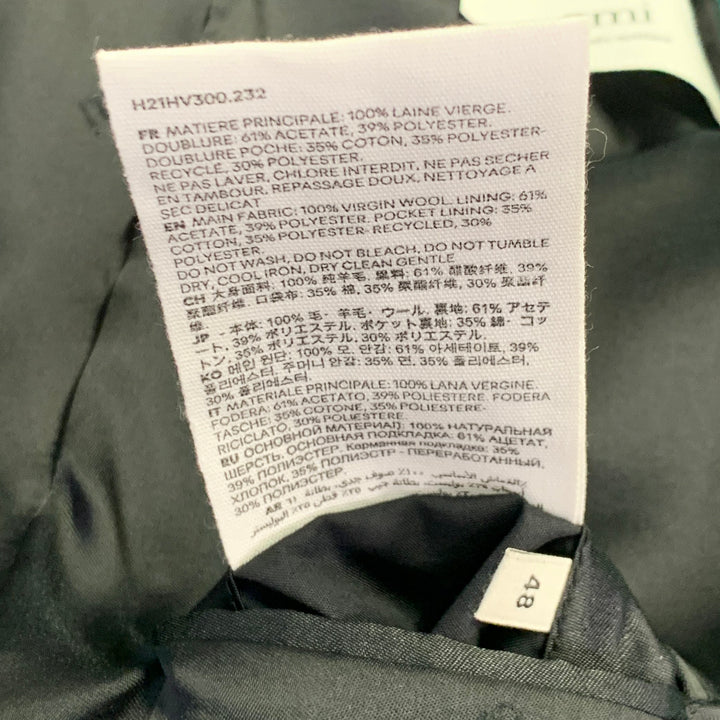 mi
H21HV300.232
FR MATIERE PRINCIPALE: 100% LAINE VIERGE.
DOUBLURE: 61% ACETATE, 39% POLYESTER.
DOUBLURE POCHE: 35% COTON, 35% POLYESTER-
RECYCLE, 30% POLYESTER.
NE PAS LAVER, CHLORE INTERDIT, NE PAS SECHER
EN TAMBOUR, REPASSAGE DOUX, NETTOYAGE A
SEC DELICAT
EN MAIN FABRIC: 100% VIRGIN WOOL. LINING: 61%
ACETATE, 39% POLYESTER. POCKET LINING: 35%
COTTON, 35% POLYESTER-RECYCLED, 30%
POLYESTER
DO NOT WASH, DO NOT BLEACH, DO NOT TUMBLE
DRY, COOL IRON, DRY CLEAN GENTLE
CH 大身面料: 100% 纯羊毛, 里料: 61% 醋酸纤维, 39%
聚酯纤维, 口袋布: 35% 棉, 35% 聚酯纤维, 30% 聚酯纤
维.
JP - 本体: 100% 毛・羊毛・ウール. 裏地: 61% アセテ
ート, 39% ポリエステル. ポケット裏地: 35% 綿・コッ
トン, 35% ポリエステル, 30% ポリエステル.
KO 메인 원단: 100% 모. 안감: 61% 아세테이트, 39%
폴리에스터. 주머니 안감: 35% 면, 35% 폴리에스터,
30% 폴리에스터.
IT MATERIALE PRINCIPALE: 100% LANA VERGINE.
FODERA: 61% ACETATO, 39% POLIESTERE. FODERA
TASCHE: 35% COTONE, 35% POLIESTERE-
RICICLATO, 30% POLIESTERE.
RU ОСНОВНОЙ МАТЕРИАЛ: 100% НАТУРАЛЬНАЯ
ШЕРСТЬ, ОСНОВНАЯ ПОДКЛАДКА: 61% АЦЕТАТ,
39% ПОЛИЭСТЕР. Карманная подкладка: 35%
ХЛОПОК, 35% ПОЛИЭСТР - ПЕРЕРАБОТАННЫЙ,
30% ПОЛИЭСТЕР.
القماش الأساسي: ١٠٠٪ صوف جدي. بطانة ٦١ AR
48